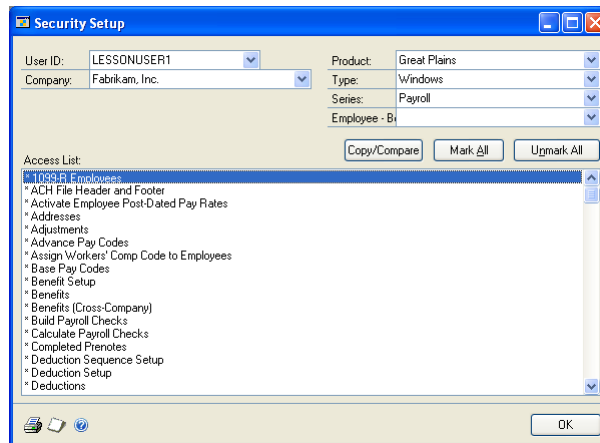 Security Setup
User ID: LESSONUSER1
Company: Fabrikam, Inc.
Product: Great Plains
Type: Windows
Series: Payroll
Employee - Be
Copy/Compare Mark All Unmark All
Access List:
* 1099-R Employees
* ACH File Header and Footer
* Activate Employee Post-Dated Pay Rates
* Addresses
* Adjustments
* Advance Pay Codes
* Assign Workers' Comp Code to Employees
* Base Pay Codes
* Benefit Setup
* Benefits
* Benefits (Cross-Company)
* Build Payroll Checks
* Calculate Payroll Checks
* Completed Prenotes
* Deduction Sequence Setup
* Deduction Setup
* Deductions
OK